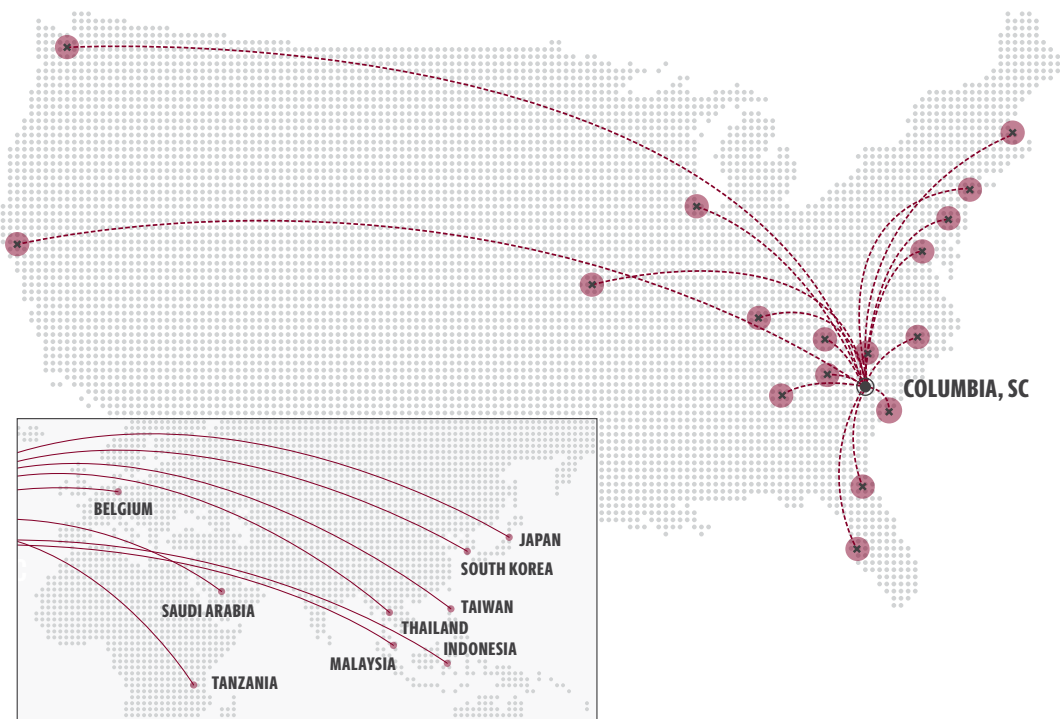 COLUMBIA, SC
BELGIUM
JAPAN
SOUTH KOREA
SAUDI ARABIA
TAIWAN
THAILAND
INDONESIA
MALAYSIA
TANZANIA